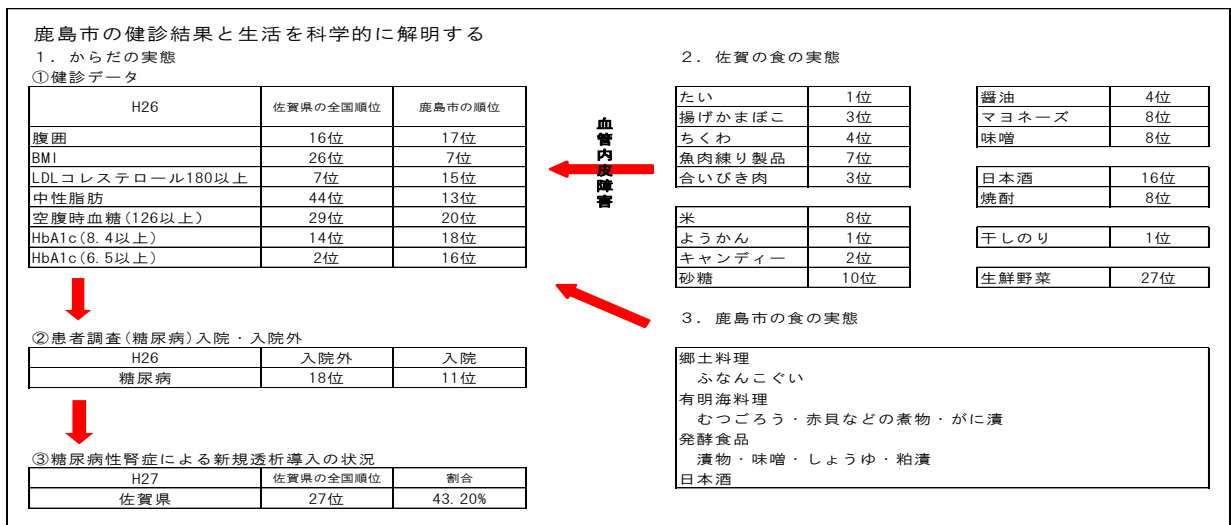 鹿島市の健診結果と生活を科学的に解明する
1. からだの実態
①健診データ
H26 佐賀県の全国順位 鹿島市の順位
腹囲 16位 17位
BMI 26位 7位
LDLコレステロール180以上 7位 15位
中性脂肪 44位 13位
空腹時血糖(126以上) 29位 20位
HbA1c(8.4以上) 14位 18位
HbA1c(6.5以上) 2位 16位
②患者調査(糖尿病)入院・入院外
H26 入院外 入院
糖尿病 18位 11位
③糖尿病性腎症による新規透析導入の状況
H27 佐賀県の全国順位 割合
佐賀県 27位 43.20%
血管内皮障害
2. 佐賀の食の実態
たい 1位
揚げかまぼこ 3位
ちくわ 4位
魚肉練り製品 7位
合いびき肉 3位
米 8位
ようかん 1位
キャンディー 2位
砂糖 10位
醤油 4位
マヨネーズ 8位
味噌 8位
日本酒 16位
焼酎 8位
干しのり 1位
生鮮野菜 27位
3. 鹿島市の食の実態
郷土料理
ふなんこぐい
有明海料理
むつごろう・赤貝などの煮物・がに漬
発酵食品
漬物・味噌・しょうゆ・粕漬
日本酒